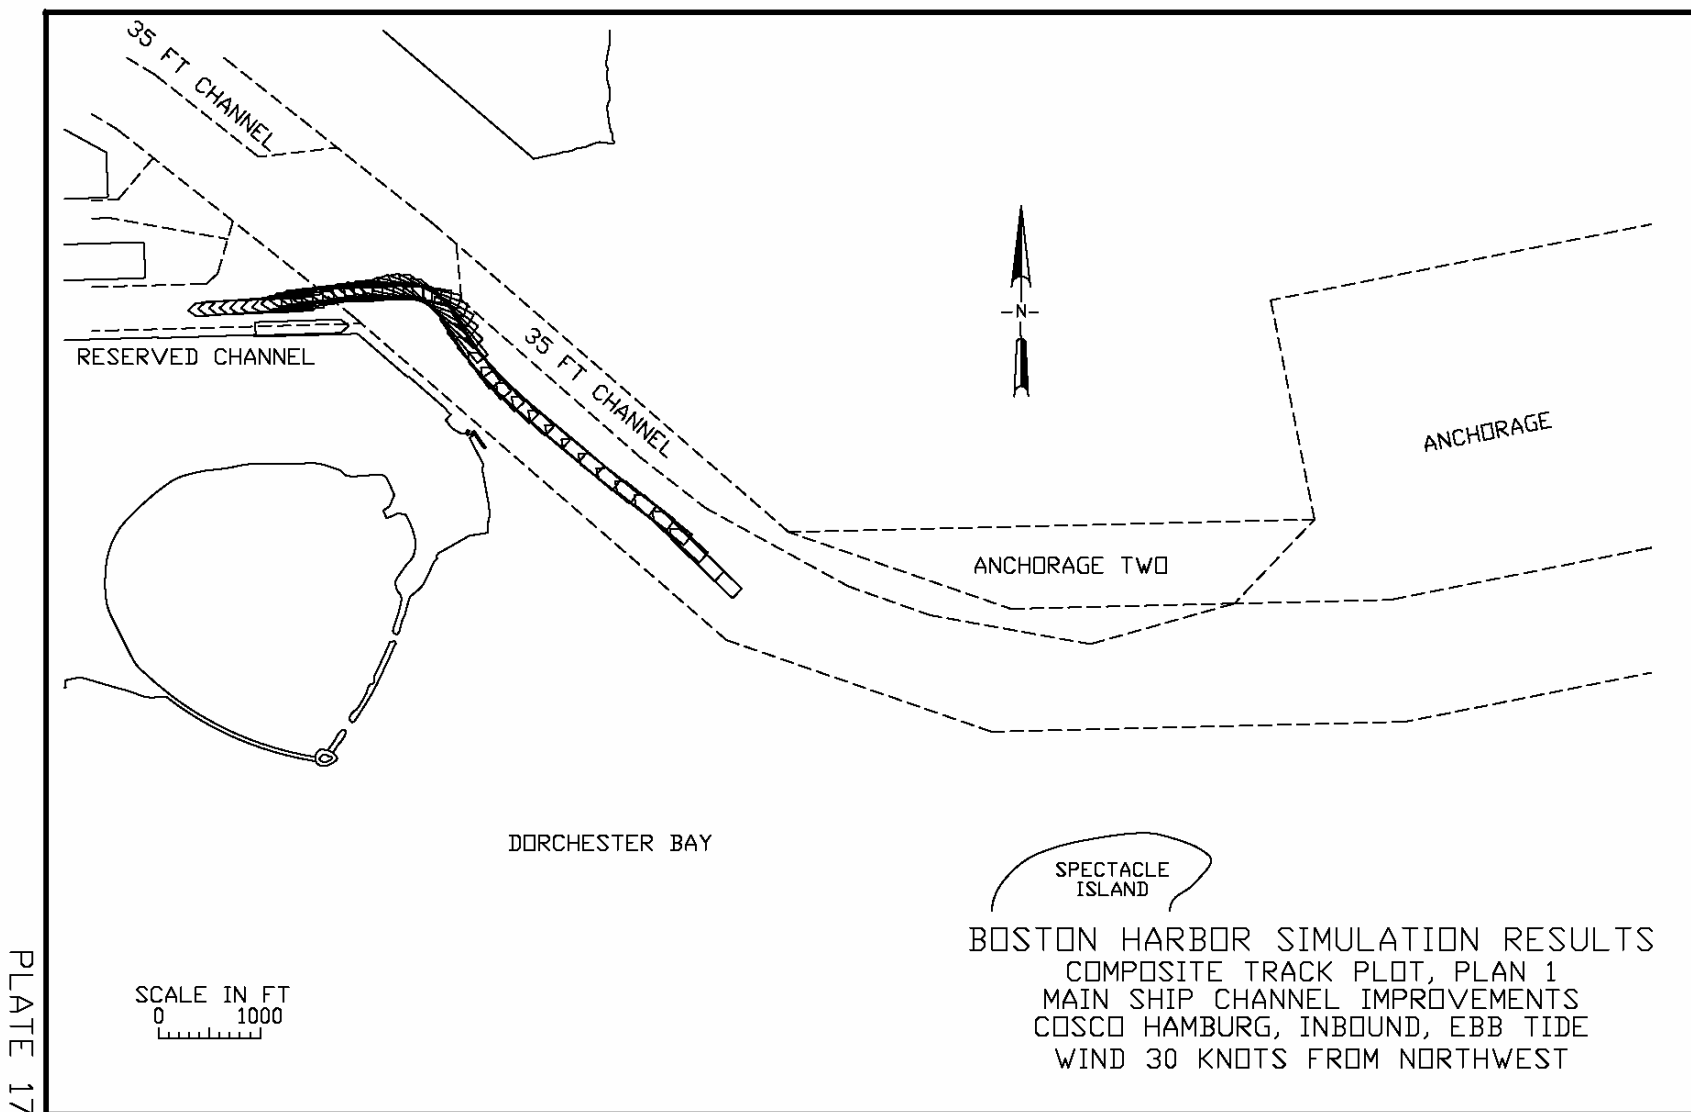 35 FT CHANNEL
-N-
35 FT CHANNEL
RESERVED CHANNEL
ANCHORAGE
ANCHORAGE TWO
DORCHESTER BAY
SPECTACLE
ISLAND
BOSTON HARBOR SIMULATION RESULTS
COMPOSITE TRACK PLOT, PLAN 1
MAIN SHIP CHANNEL IMPROVEMENTS
COSCO HAMBURG, INBOUND, EBB TIDE
WIND 30 KNOTS FROM NORTHWEST
SCALE IN FT
0 1000
PLATE 17